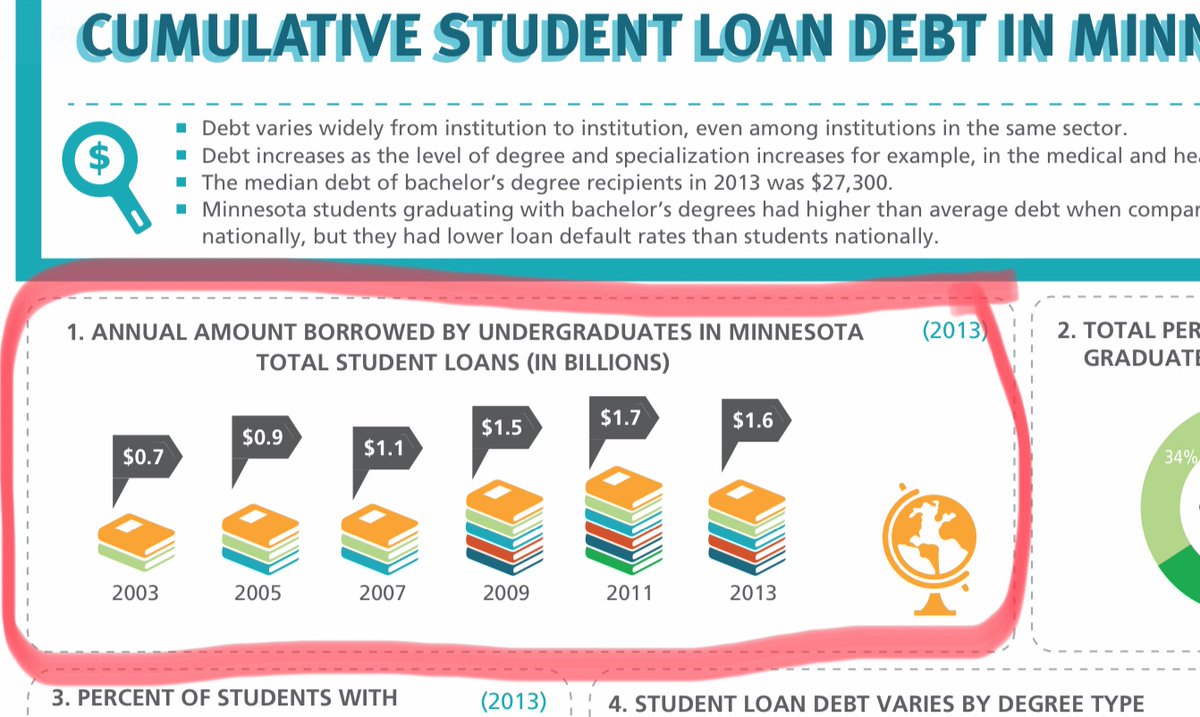 CUMULATIVE STUDENT LOAN DEBT IN MINN
$
▪ Debt varies widely from institution to institution, even among institutions in the same sector.
▪ Debt increases as the level of degree and specialization increases for example, in the medical and hea
▪ The median debt of bachelor’s degree recipients in 2013 was $27,300.
▪ Minnesota students graduating with bachelor’s degrees had higher than average debt when compar
nationally, but they had lower loan default rates than students nationally.
1. ANNUAL AMOUNT BORROWED BY UNDERGRADUATES IN MINNESOTA (2013)
TOTAL STUDENT LOANS (IN BILLIONS)
$0.7 $0.9 $1.1 $1.5 $1.7 $1.6
2003 2005 2007 2009 2011 2013
2. TOTAL PER
GRADUATE
34%
3. PERCENT OF STUDENTS WITH (2013)
4. STUDENT LOAN DEBT VARIES BY DEGREE TYPE